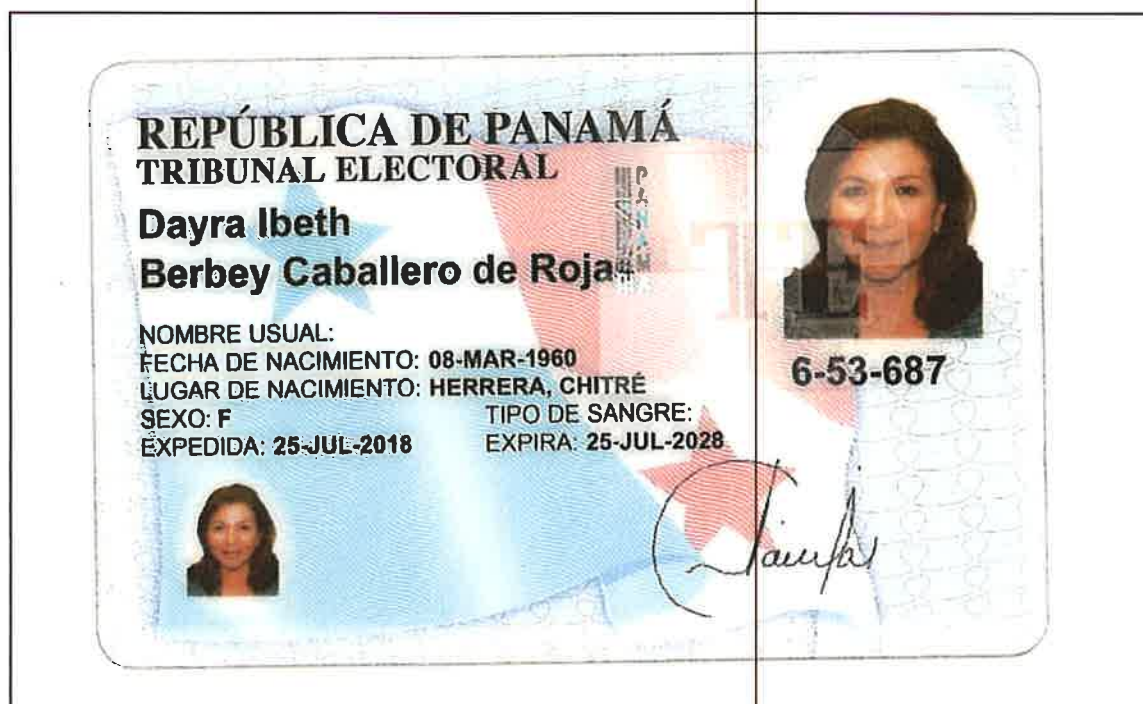 REPÚBLICA DE PANAMÁ
TRIBUNAL ELECTORAL
Dayra Ibeth
Berbey Caballero de Rojas
NOMBRE USUAL:
FECHA DE NACIMIENTO: 08-MAR-1960
LUGAR DE NACIMIENTO: HERRERA, CHITRÉ
SEXO: F TIPO DE SANGRE:
EXPEDIDA: 25-JUL-2018 EXPIRA: 25-JUL-2028
6-53-687
TE